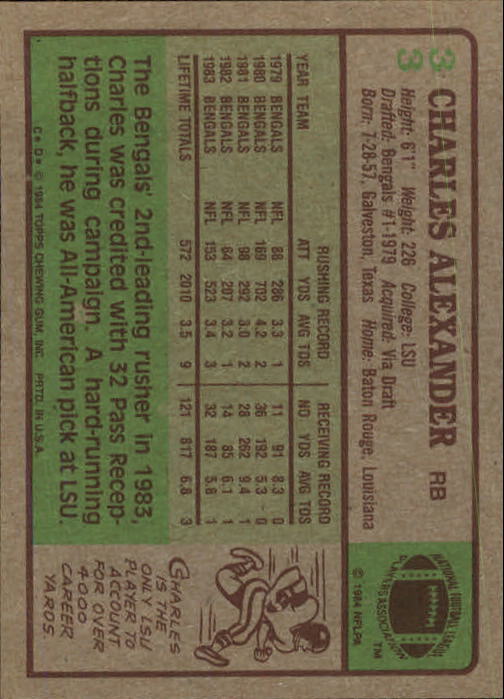 33
CHARLES ALEXANDER RB
Height: 6'1" Weight: 226 College: LSU
Drafted: Bengals #1-1979 Acquired: Via Draft
Born: 7-28-57, Galveston, Texas Home: Baton Rouge, Louisiana
RUSHING RECORD RECEIVING RECORD
YEAR TEAM ATT YDS AVG TDS NO YDS AVG TDS
1979 BENGALS NFL 88 286 3.3 1 11 91 8.3 0
1980 BENGALS NFL 169 702 4.2 2 36 192 5.3 0
1981 BENGALS NFL 98 292 3.0 2 28 262 9.4 1
1982 BENGALS NFL 64 207 3.2 1 14 85 6.1 1
1983 BENGALS NFL 153 523 3.4 3 32 187 5.8 1
LIFETIME TOTALS 572 2010 3.5 9 121 817 6.8 3
The Bengals' 2nd-leading rusher in 1983,
Charles was credited with 32 Pass Recep-
tions during campaign. A hard-running
halfback, he was All-American pick at LSU.
C* D* © 1984 TOPPS CHEWING GUM, INC. PRTD. IN U.S.A.
NATIONAL FOOTBALL LEAGUE
PLAYERS ASSOCIATION
TM
© 1984 NFLPA
CHARLES
IS THE
ONLY LSU
PLAYER TO
ACCOUNT
FOR OVER
4000
CAREER
YARDS.